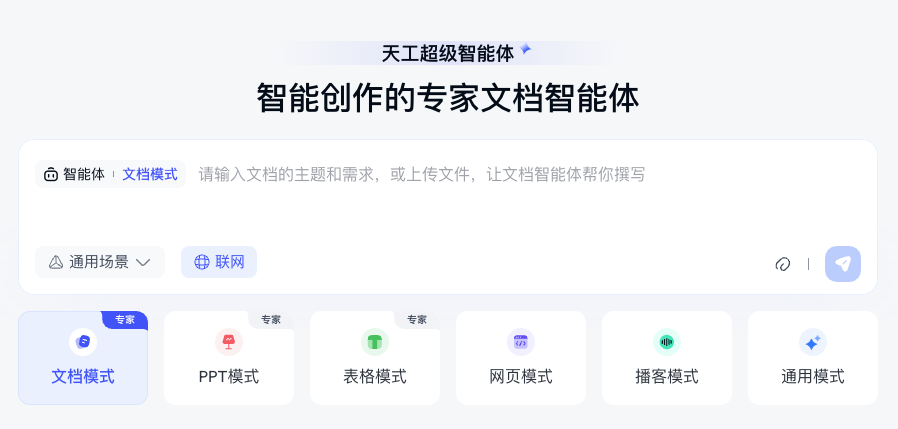 天工超级智能体
智能创作的专家文档智能体
智能体 | 文档模式 请输入文档的主题和需求，或上传文件，让文档智能体帮你撰写
通用场景 联网
专家 专家 专家
文档模式 PPT模式 表格模式 网页模式 播客模式 通用模式